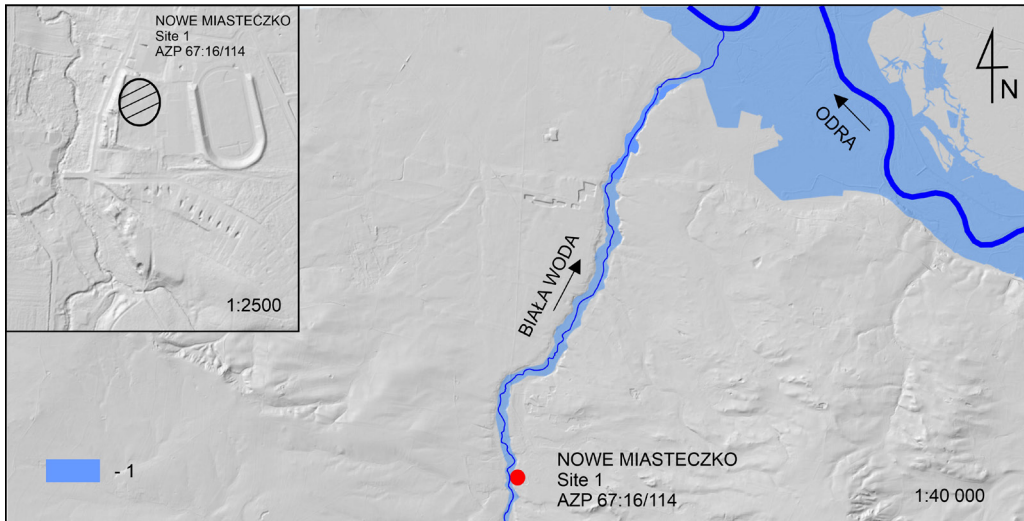 NOWE MIASTECZKO
Site 1
AZP 67:16/114
1:2500
N
ODRA
BIAŁA WODA
- 1
NOWE MIASTECZKO
Site 1
AZP 67:16/114
1:40 000